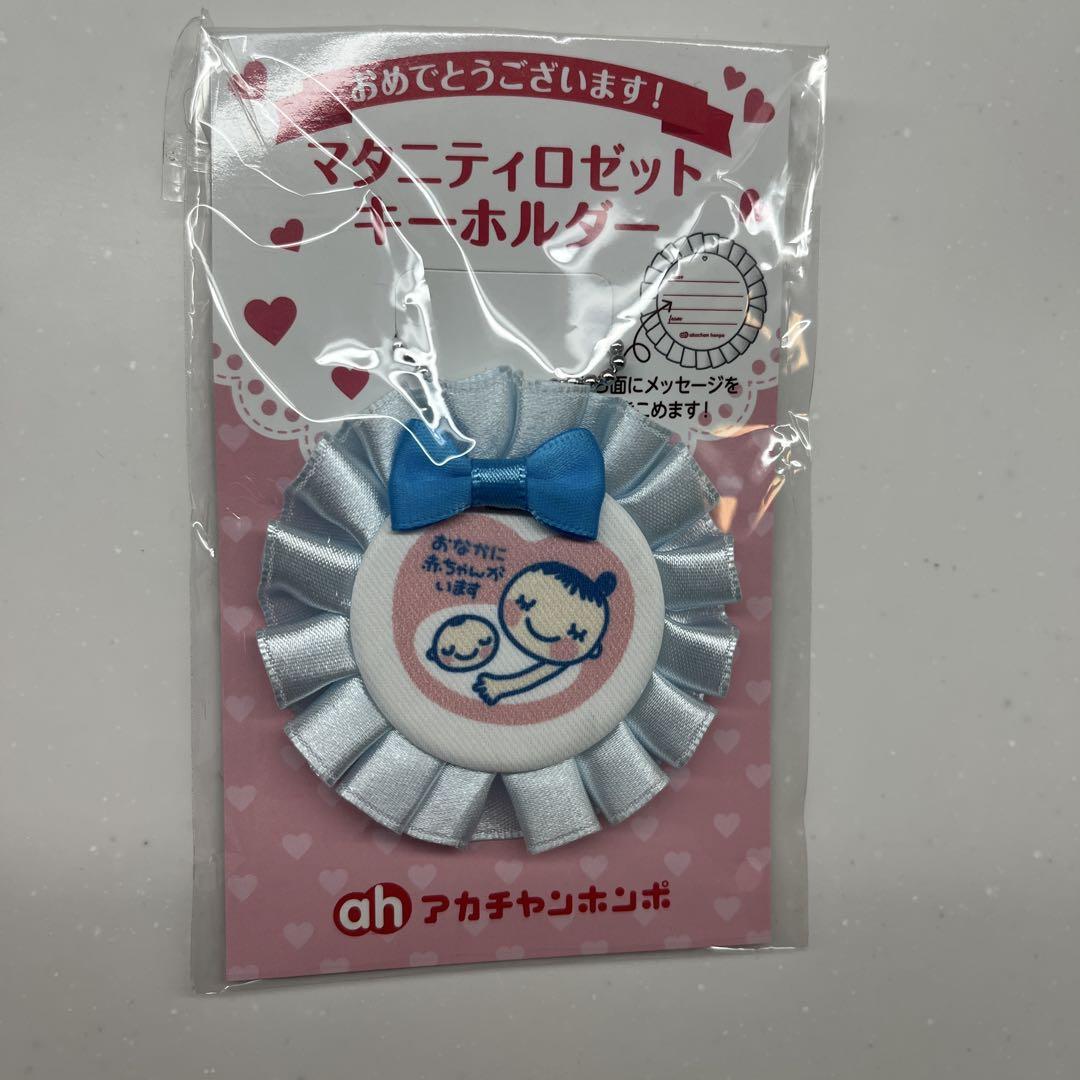 おめでとうございます!
マタニティロゼット
キーホルダー
from
akachan honpo
面にメッセージを
こめます!
おなかに
赤ちゃんが
います
ah アカチャンホンポ